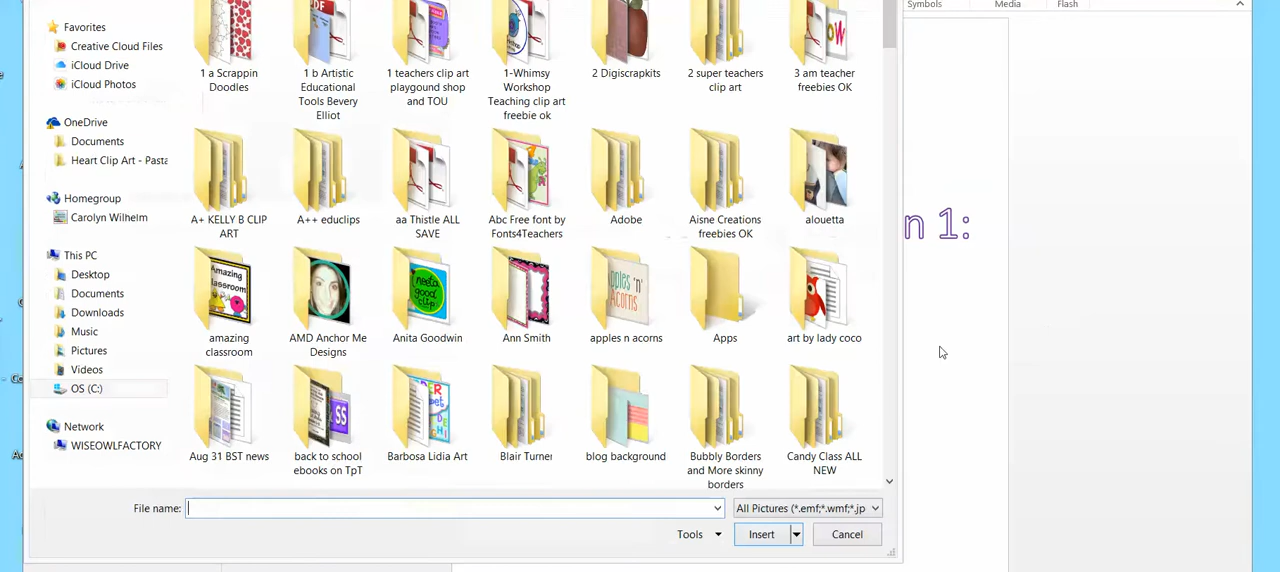 Symbols Media Flash
Favorites
Creative Cloud Files
iCloud Drive
iCloud Photos
OneDrive
Documents
Heart Clip Art - Pasta
Homegroup
Carolyn Wilhelm
This PC
Desktop
Documents
Downloads
Music
Pictures
Videos
OS (C:)
Network
WISEOWLFACTORY
1 a Scrappin
Doodles
1 b Artistic
Educational
Tools Bevery
Elliot
1 teachers clip art
playgound shop
and TOU
1-Whimsy
Workshop
Teaching clip art
freebie ok
2 Digiscrapkits
2 super teachers
clip art
3 am teacher
freebies OK
A+ KELLY B CLIP
ART
A++ educlips
aa Thistle ALL
SAVE
Abc Free font by
Fonts4Teachers
Adobe
Aisne Creations
freebies OK
alouetta
amazing
classroom
AMD Anchor Me
Designs
Anita Goodwin
Ann Smith
apples n acorns
Apps
art by lady coco
Aug 31 BST news
back to school
ebooks on TpT
Barbosa Lidia Art
Blair Turner
blog background
Bubbly Borders
and More skinny
borders
Candy Class ALL
NEW
n 1:
File name:
All Pictures (*.emf;*.wmf;*.jp
Tools
Insert
Cancel